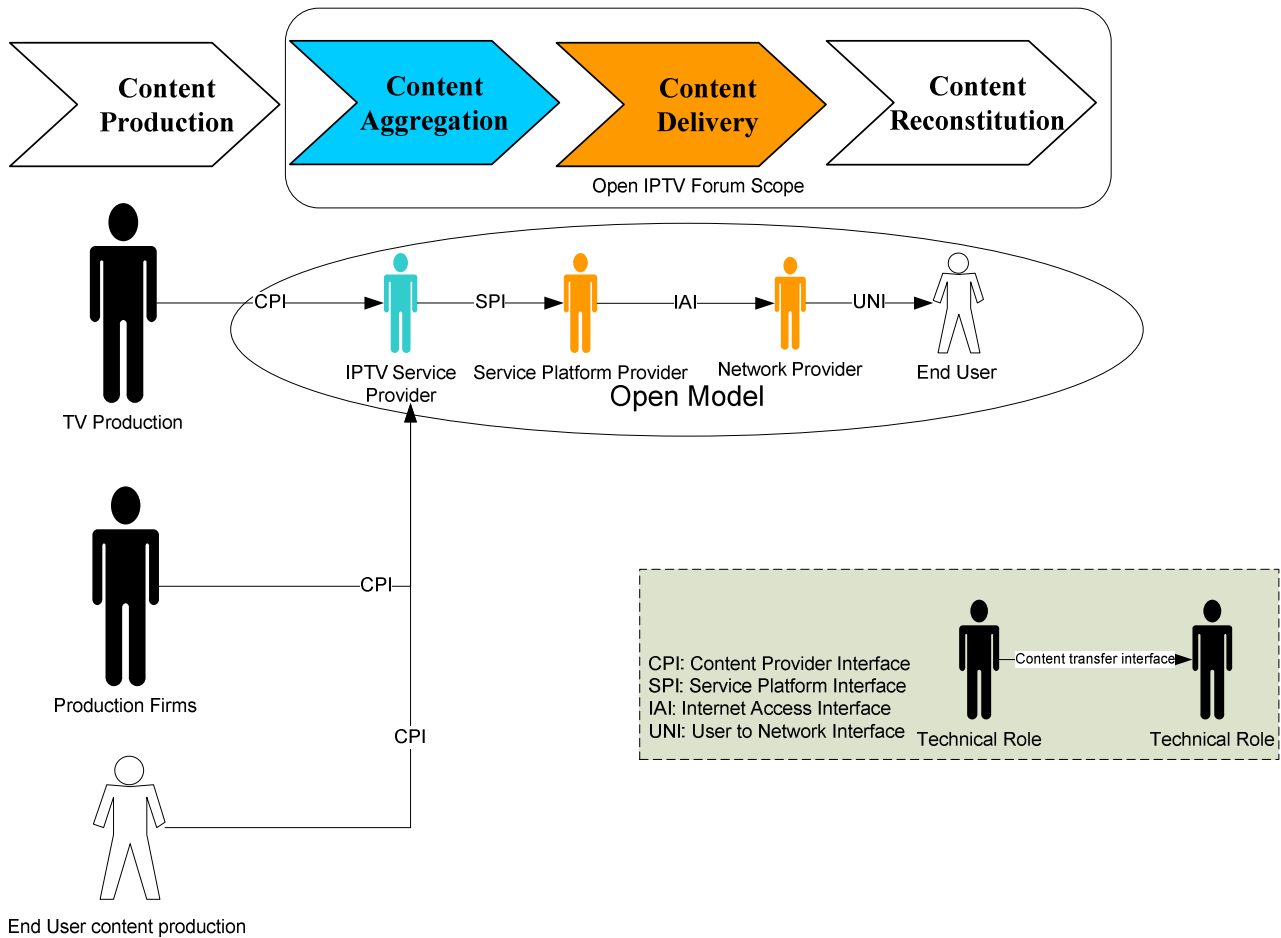 Content
Production
Content
Aggregation
Content
Delivery
Content
Reconstitution
Open IPTV Forum Scope
CPI
SPI
IAI
UNI
IPTV Service
Provider
Service Platform Provider
Network Provider
End User
Open Model
TV Production
CPI
Production Firms
CPI
End User content production
CPI: Content Provider Interface
SPI: Service Platform Interface
IAI: Internet Access Interface
UNI: User to Network Interface
Content transfer interface
Technical Role
Technical Role